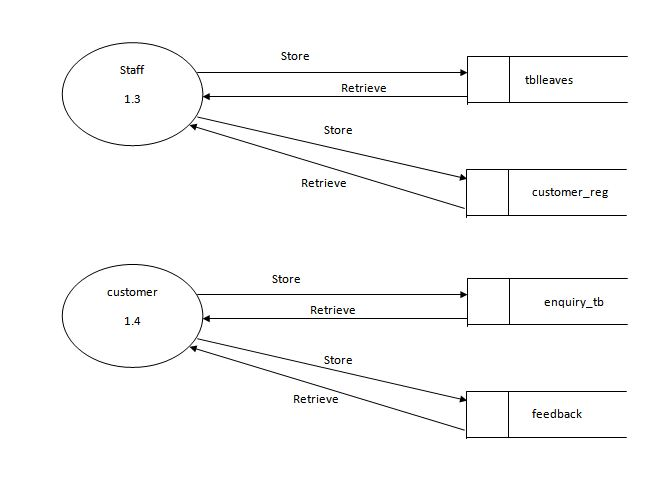 Store
Staff
tblleaves
Retrieve
1.3
Store
Retrieve
customer_reg
Store
customer
enquiry_tb
Retrieve
1.4
Store
Retrieve
feedback